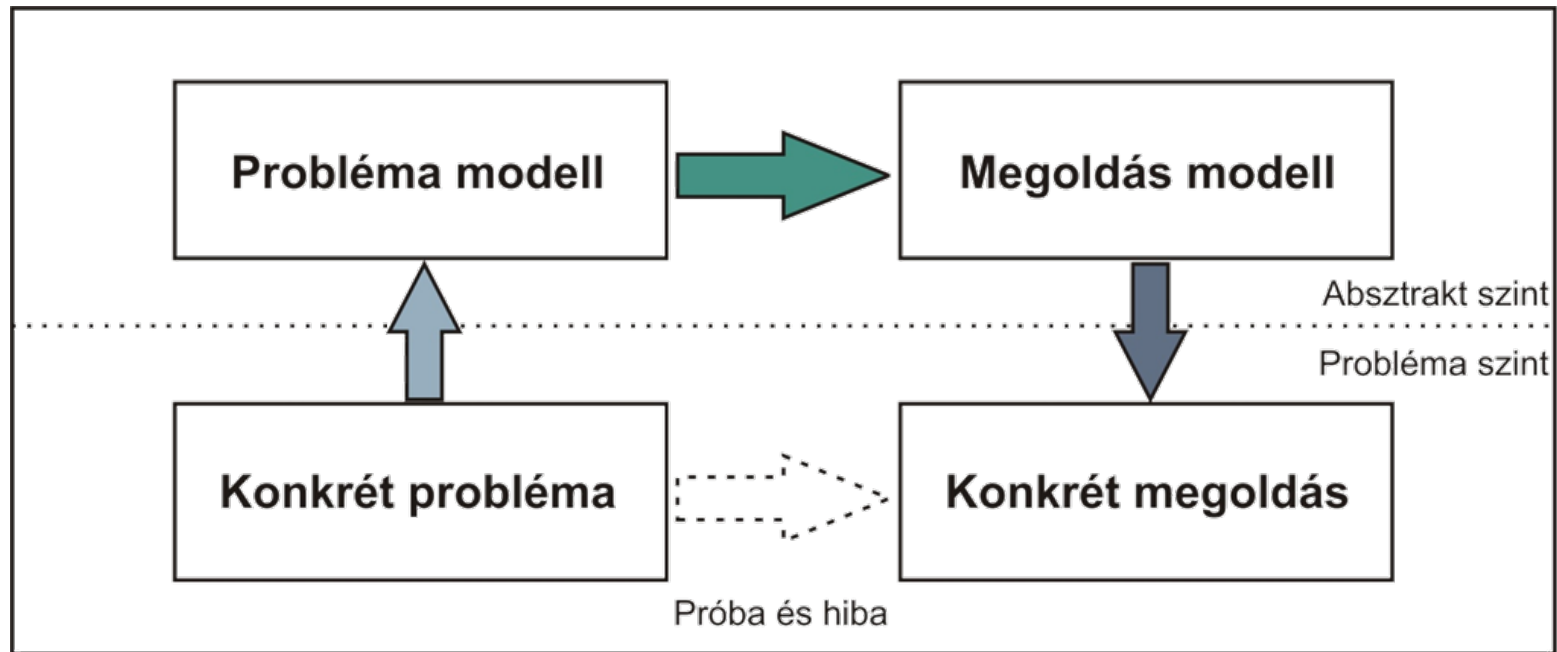 Probléma modell
Megoldás modell
Absztrakt szint
Probléma szint
Konkrét probléma
Konkrét megoldás
Próba és hiba